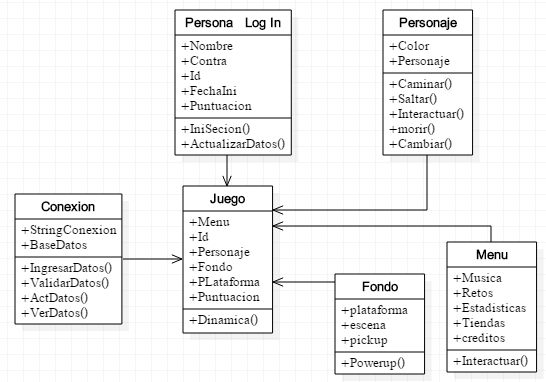 Persona   Log In
+Nombre
+Contra
+Id
+FechaIni
+Puntuacion
+IniSecion()
+ActualizarDatos()
Personaje
+Color
+Personaje
+Caminar()
+Saltar()
+Interactuar()
+morir()
+Cambiar()
Conexion
+StringConexion
+BaseDatos
+IngresarDatos()
+ValidarDatos()
+ActDatos()
+VerDatos()
Juego
+Menu
+Id
+Personaje
+Fondo
+PLataforma
+Puntuacion
+Dinamica()
Fondo
+plataforma
+escena
+pickup
+Powerup()
Menu
+Musica
+Retos
+Estadisticas
+Tiendas
+creditos
+Interactuar()